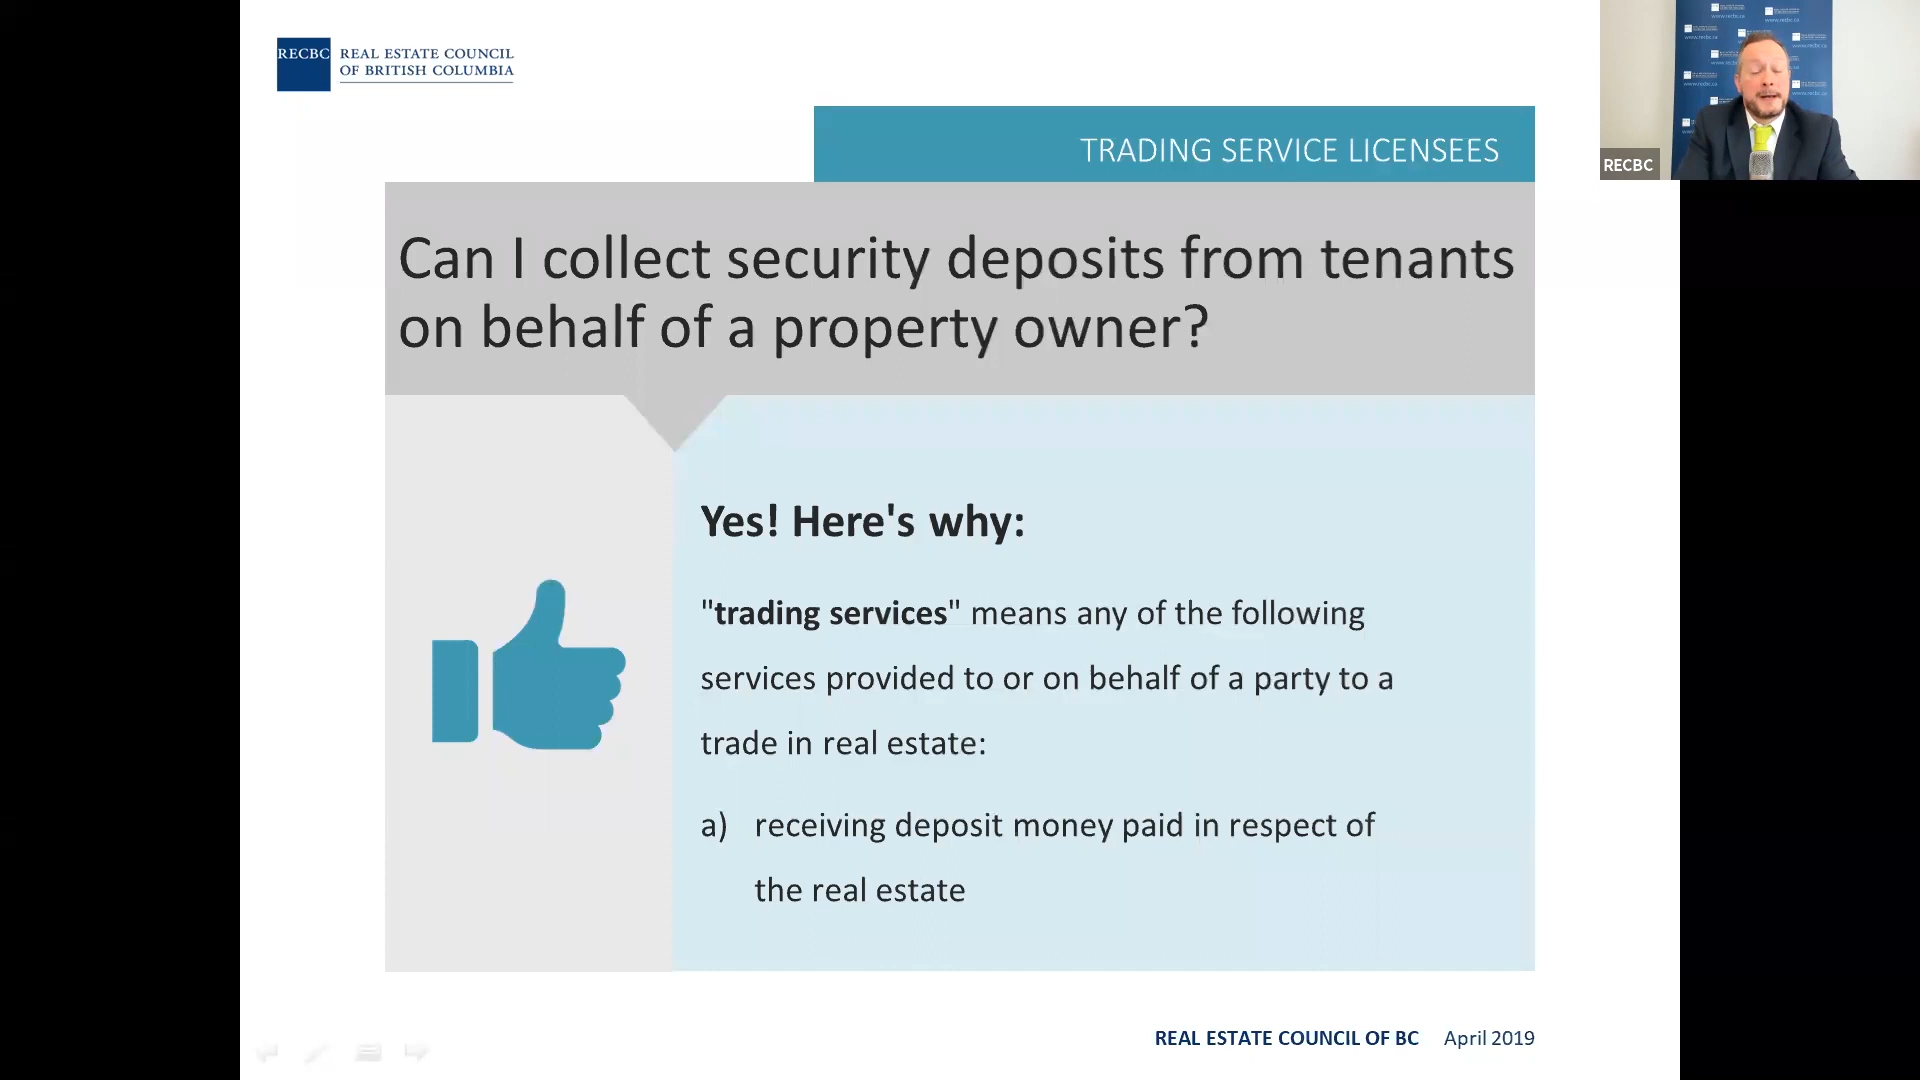 RECBC
REAL ESTATE COUNCIL
OF BRITISH COLUMBIA
TRADING SERVICE LICENSEES
RECBC
Can I collect security deposits from tenants
on behalf of a property owner?
Yes! Here's why:
"trading services" means any of the following
services provided to or on behalf of a party to a
trade in real estate:
a) receiving deposit money paid in respect of
the real estate
REAL ESTATE COUNCIL OF BC April 2019